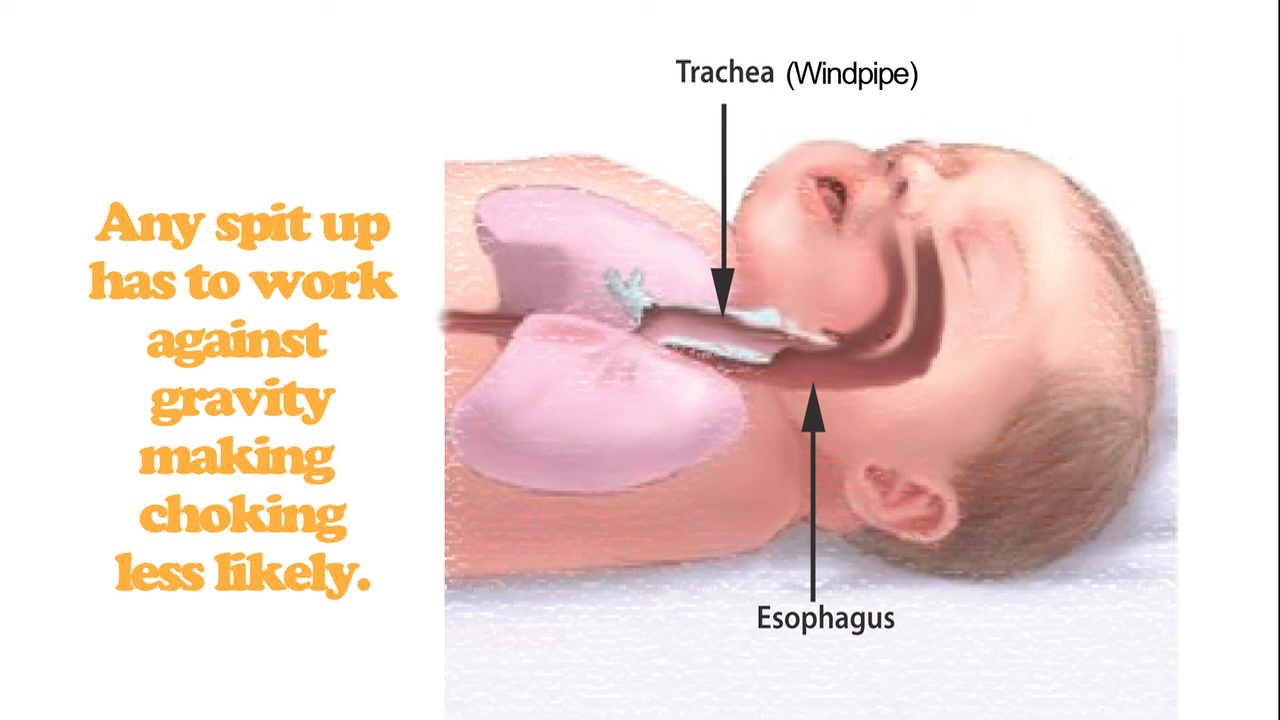 Trachea (Windpipe)
Any spit up
has to work
against
gravity
making
choking
less likely.
Esophagus